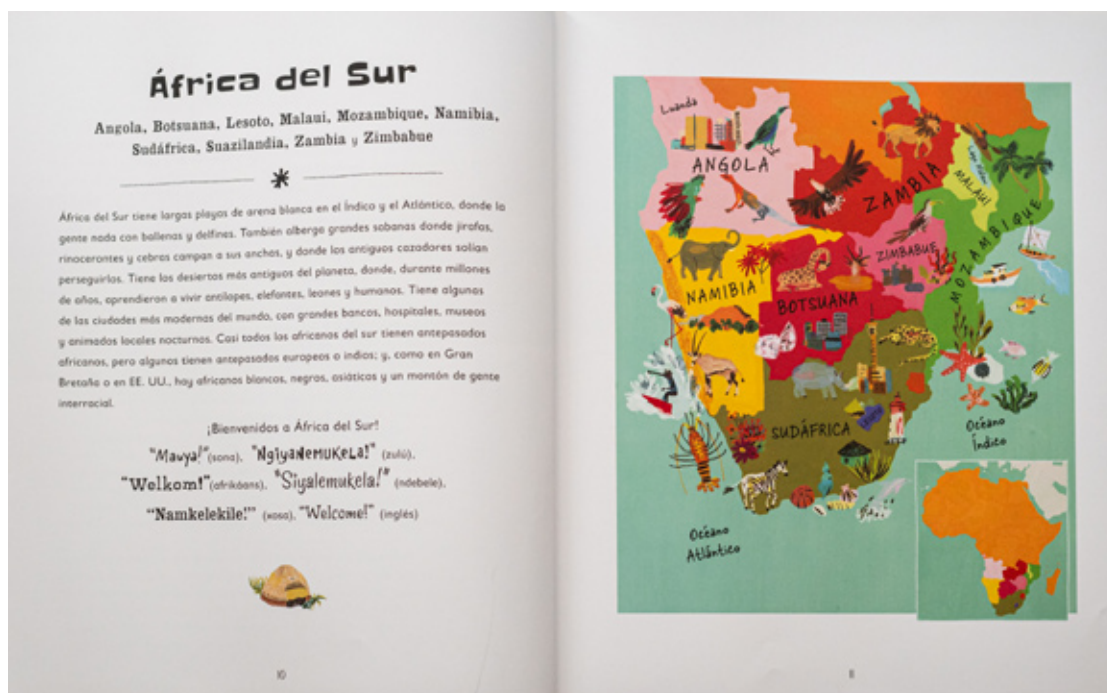 África del Sur
Angola, Botsuana, Lesoto, Malaui, Mozambique, Namibia,
Sudáfrica, Suazilandia, Zambia y Zimbabue
África del Sur tiene largas playas de arena blanca en el Índico y el Atlántico, donde la
gente nada con ballenas y delfines. También alberga grandes sabanas donde jirafas,
rinocerontes y cebras campan a sus anchas, y donde los antiguos cazadores solían
perseguirlos. Tiene los desiertos más antiguos del planeta, donde, durante millones
de años, aprendieron a vivir antílopes, elefantes, leones y humanos. Tiene algunas
de las ciudades más modernas del mundo, con grandes bancos, hospitales, museos
y animados locales nocturnos. Casi todos los africanos del sur tienen antepasados
africanos, pero algunos tienen antepasados europeos o indios; y, como en Gran
Bretaña o en EE. UU., hay africanos blancos, negros, asiáticos y un montón de gente
interracial.
¡Bienvenidos a África del Sur!
"Mauya!" (sona), "NgiyaNemukeLa!" (zulú),
"Welkom!" (afrikáans), "Siyalemukela!" (ndebele),
"Namkelekile!" (xosa), "Welcome!" (inglés)
10
Luanda
ANGOLA
ZAMBIA
MALAUI
MOZAMBIQUE
ZIMBABUE
NAMIBIA
BOTSUANA
SUDÁFRICA
Océano
Índico
Océano
Atlántico
11